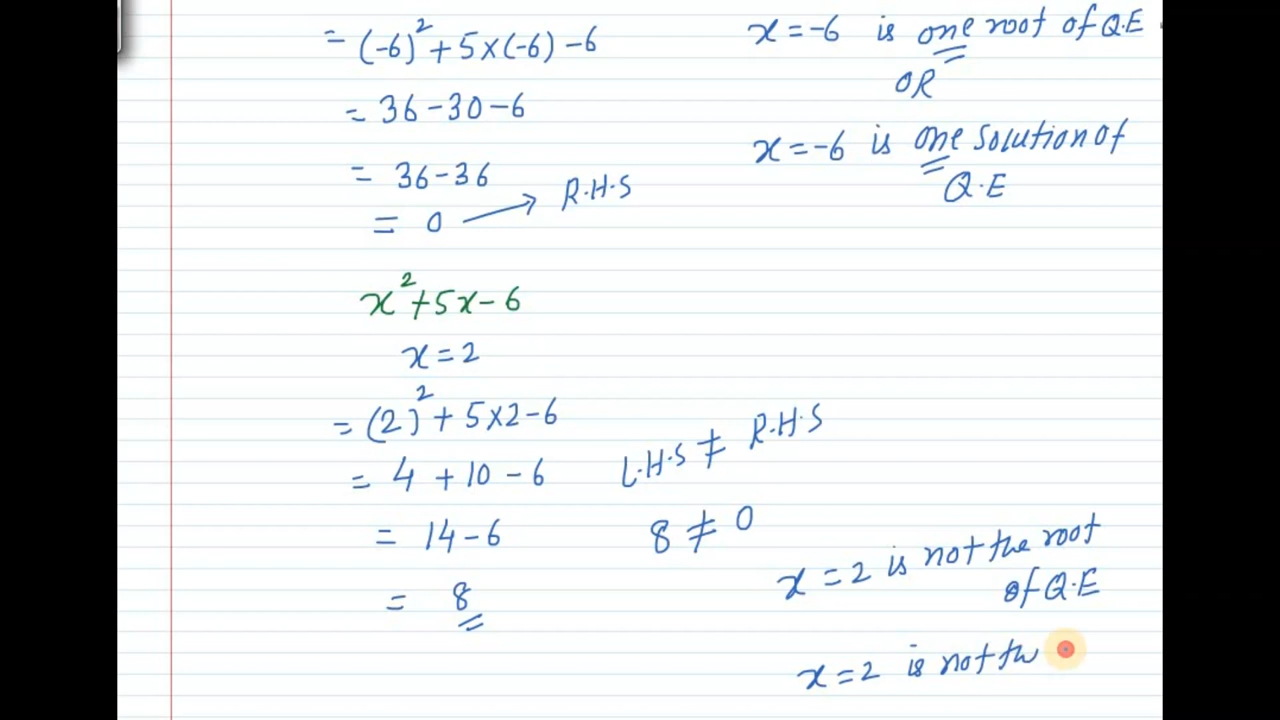 = (-6)² + 5×(-6) - 6
= 36 - 30 - 6
= 36 - 36
= 0 → R.H.S
x = -6 is one root of Q.E
OR
x = -6 is one solution of
Q.E
x² + 5x - 6
x = 2
= (2)² + 5×2 - 6
= 4 + 10 - 6
= 14 - 6
= 8
L.H.S ≠ R.H.S
8 ≠ 0
x = 2 is not the root
of Q.E
x = 2 is not th